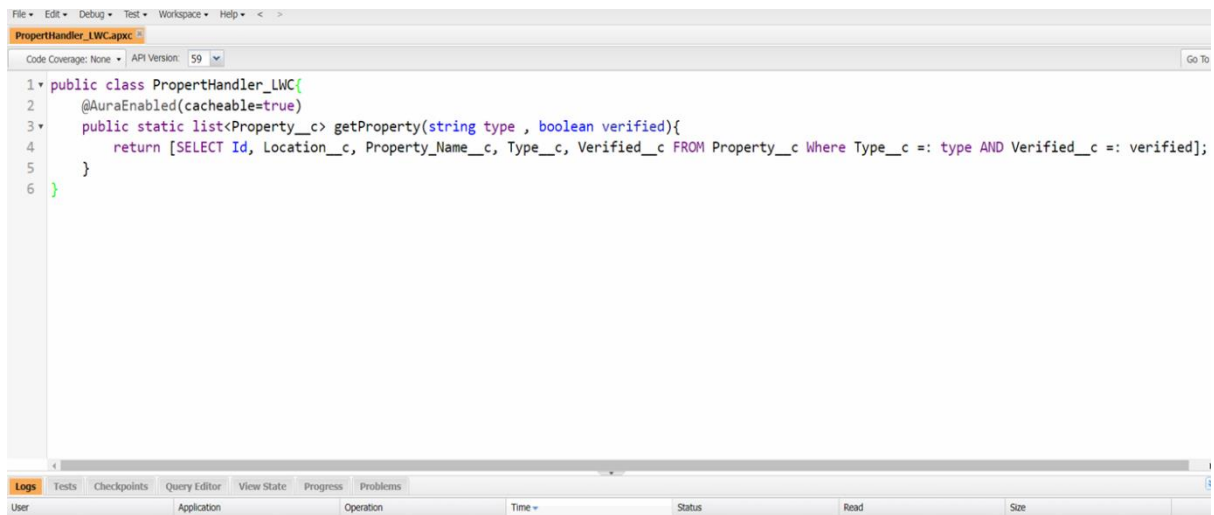 File Edit Debug Test Workspace Help < >
PropertHandler_LWC.apxc
Code Coverage: None API Version: 59 Go To
1 public class PropertHandler_LWC{
2 @AuraEnabled(cacheable=true)
3 public static list<Property__c> getProperty(string type , boolean verified){
4 return [SELECT Id, Location__c, Property_Name__c, Type__c, Verified__c FROM Property__c Where Type__c =: type AND Verified__c =: verified];
5 }
6 }
Logs Tests Checkpoints Query Editor View State Progress Problems
User Application Operation Time Status Read Size